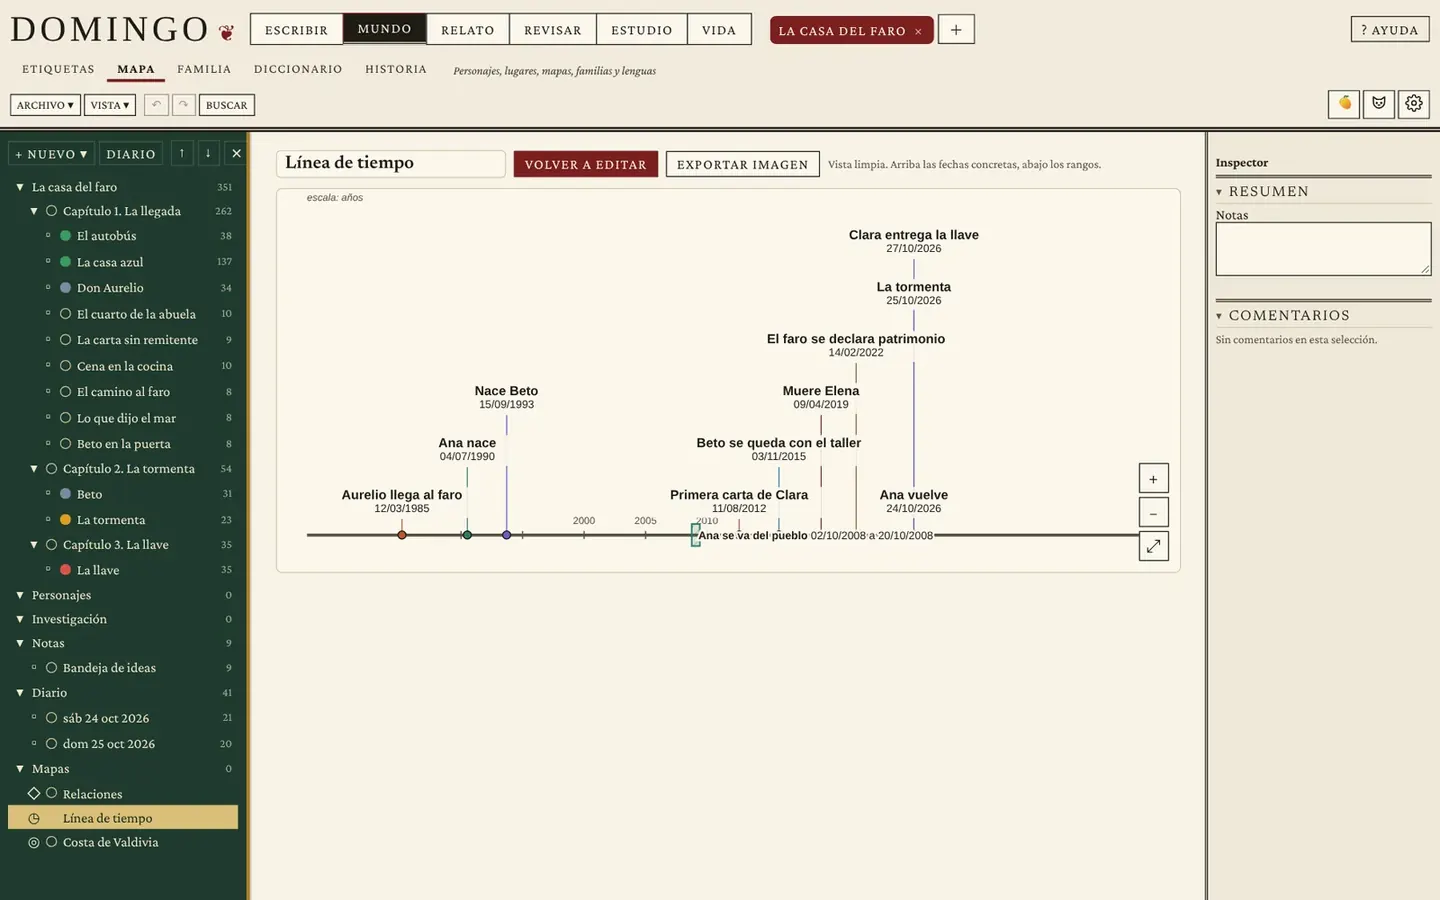 DOMINGO
ESCRIBIR
MUNDO
RELATO
REVISAR
ESTUDIO
VIDA
LA CASA DEL FARO ×
+
? AYUDA
ETIQUETAS
MAPA
FAMILIA
DICCIONARIO
HISTORIA
Personajes, lugares, mapas, familias y lenguas
ARCHIVO ▾
VISTA ▾
BUSCAR
+ NUEVO ▾
DIARIO
↑
↓
×
La casa del faro 351
Capítulo 1. La llegada 262
El autobús 38
La casa azul 137
Don Aurelio 34
El cuarto de la abuela 10
La carta sin remitente 9
Cena en la cocina 10
El camino al faro 8
Lo que dijo el mar 8
Beto en la puerta 8
Capítulo 2. La tormenta 54
Beto 31
La tormenta 23
Capítulo 3. La llave 35
La llave 35
Personajes 0
Investigación 0
Notas 9
Bandeja de ideas 9
Diario 41
sáb 24 oct 2026 21
dom 25 oct 2026 20
Mapas 0
Relaciones
Línea de tiempo
Costa de Valdivia
Línea de tiempo
VOLVER A EDITAR
EXPORTAR IMAGEN
Vista limpia. Arriba las fechas concretas, abajo los rangos.
escala: años
Clara entrega la llave
27/10/2026
La tormenta
25/10/2026
El faro se declara patrimonio
14/02/2022
Nace Beto
15/09/1993
Muere Elena
09/04/2019
Ana nace
04/07/1990
Beto se queda con el taller
03/11/2015
Aurelio llega al faro
12/03/1985
Primera carta de Clara
11/08/2012
Ana vuelve
24/10/2026
2000
2005
2010
Ana se va del pueblo 02/10/2008 a 20/10/2008
+
−
Inspector
RESUMEN
Notas
COMENTARIOS
Sin comentarios en esta selección.